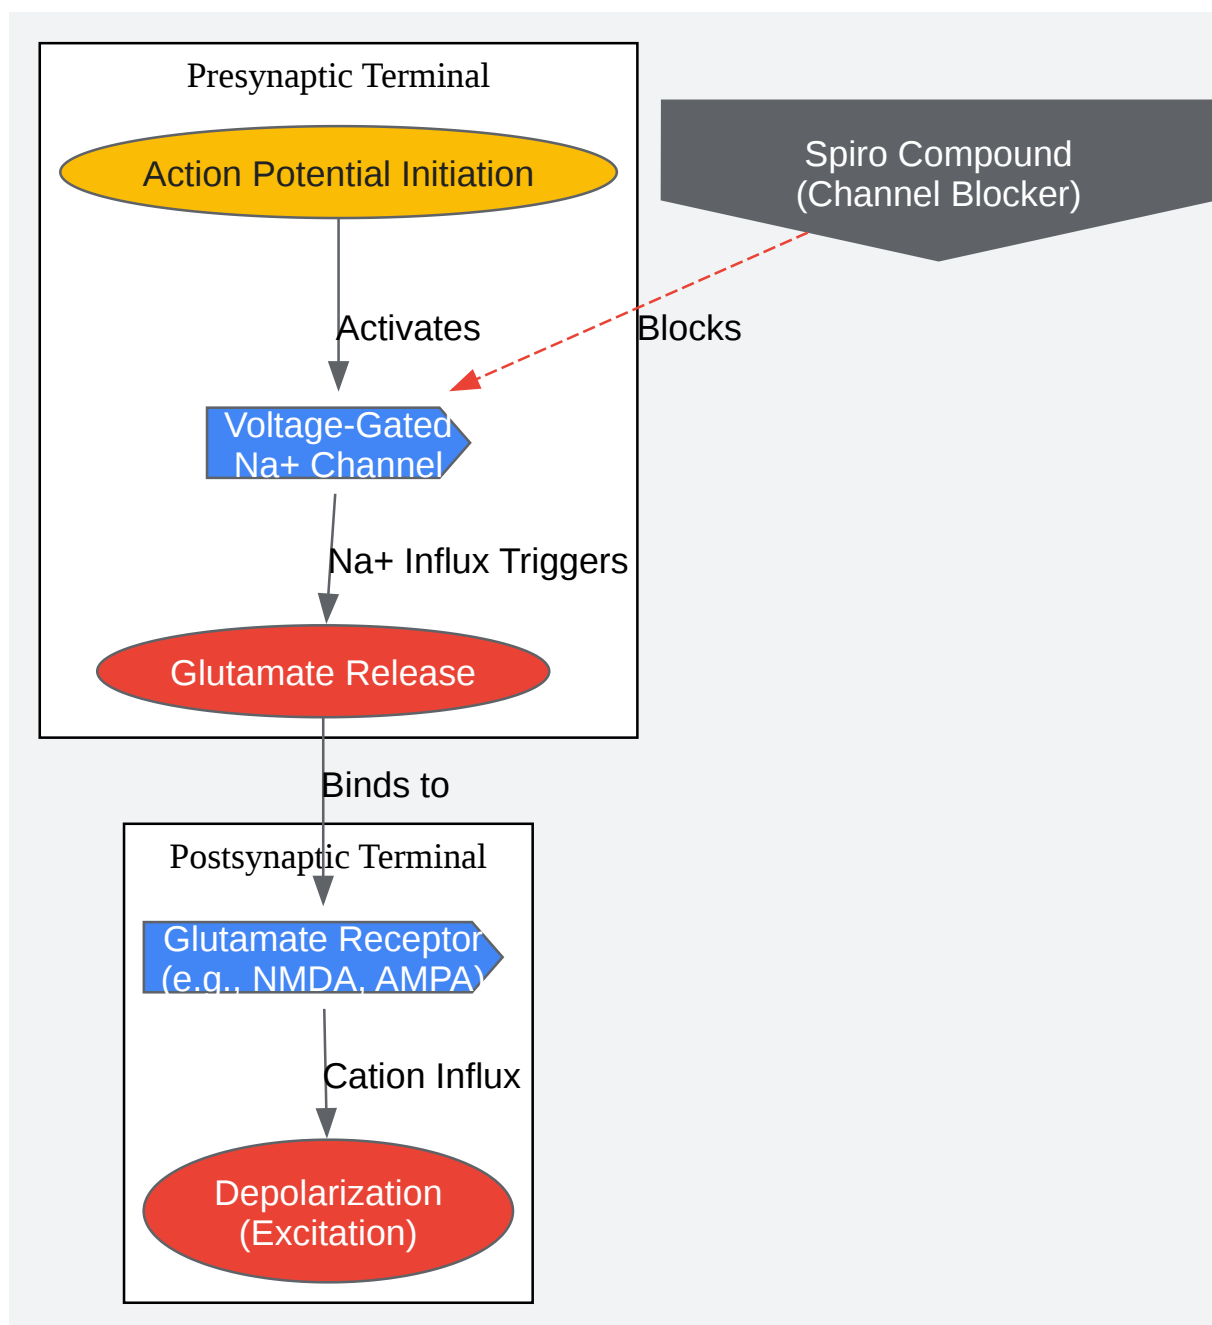 Presynaptic Terminal
Action Potential Initiation
Spiro Compound
(Channel Blocker)
Activates
Blocks
Voltage-Gated
Na+ Channel
Na+ Influx Triggers
Glutamate Release
Binds to
Postsynaptic Terminal
Glutamate Receptor
(e.g., NMDA, AMPA)
Cation Influx
Depolarization
(Excitation)